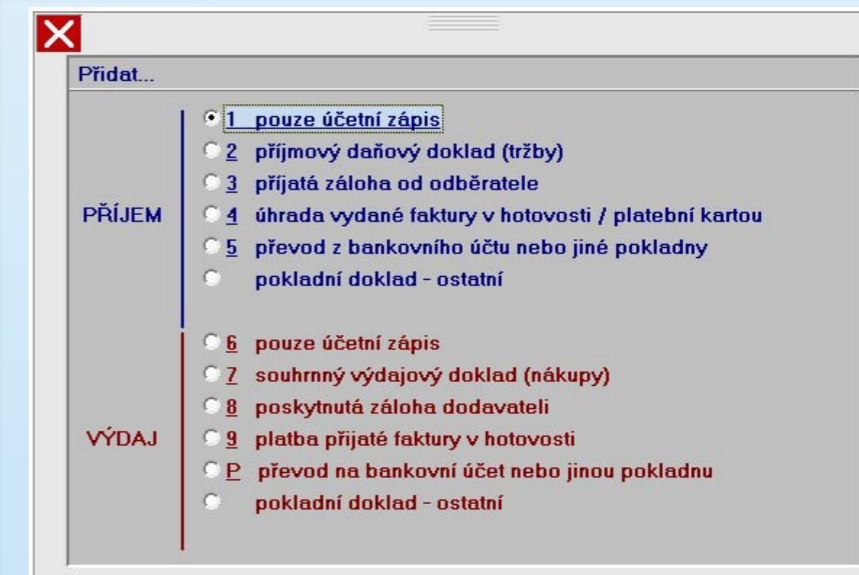 Přidat...
PŘÍJEM
1 pouze účetní zápis
2 příjmový daňový doklad (tržby)
3 příjatá záloha od odběratele
4 úhrada vydané faktury v hotovosti / platební kartou
5 převod z bankovního účtu nebo jiné pokladny
pokladní doklad - ostatní
VÝDAJ
6 pouze účetní zápis
7 souhrnný výdajový doklad (nákupy)
8 poskytnutá záloha dodavateli
9 platba přijaté faktury v hotovosti
P převod na bankovní účet nebo jinou pokladnu
pokladní doklad - ostatní